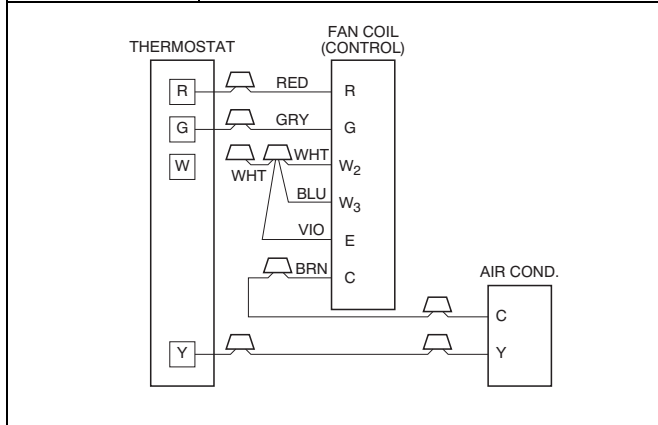 FAN COIL
(CONTROL)
THERMOSTAT
R RED R
G GRY G
W WHT WHT W2
BLU W3
VIO E
BRN C
AIR COND.
C
Y Y